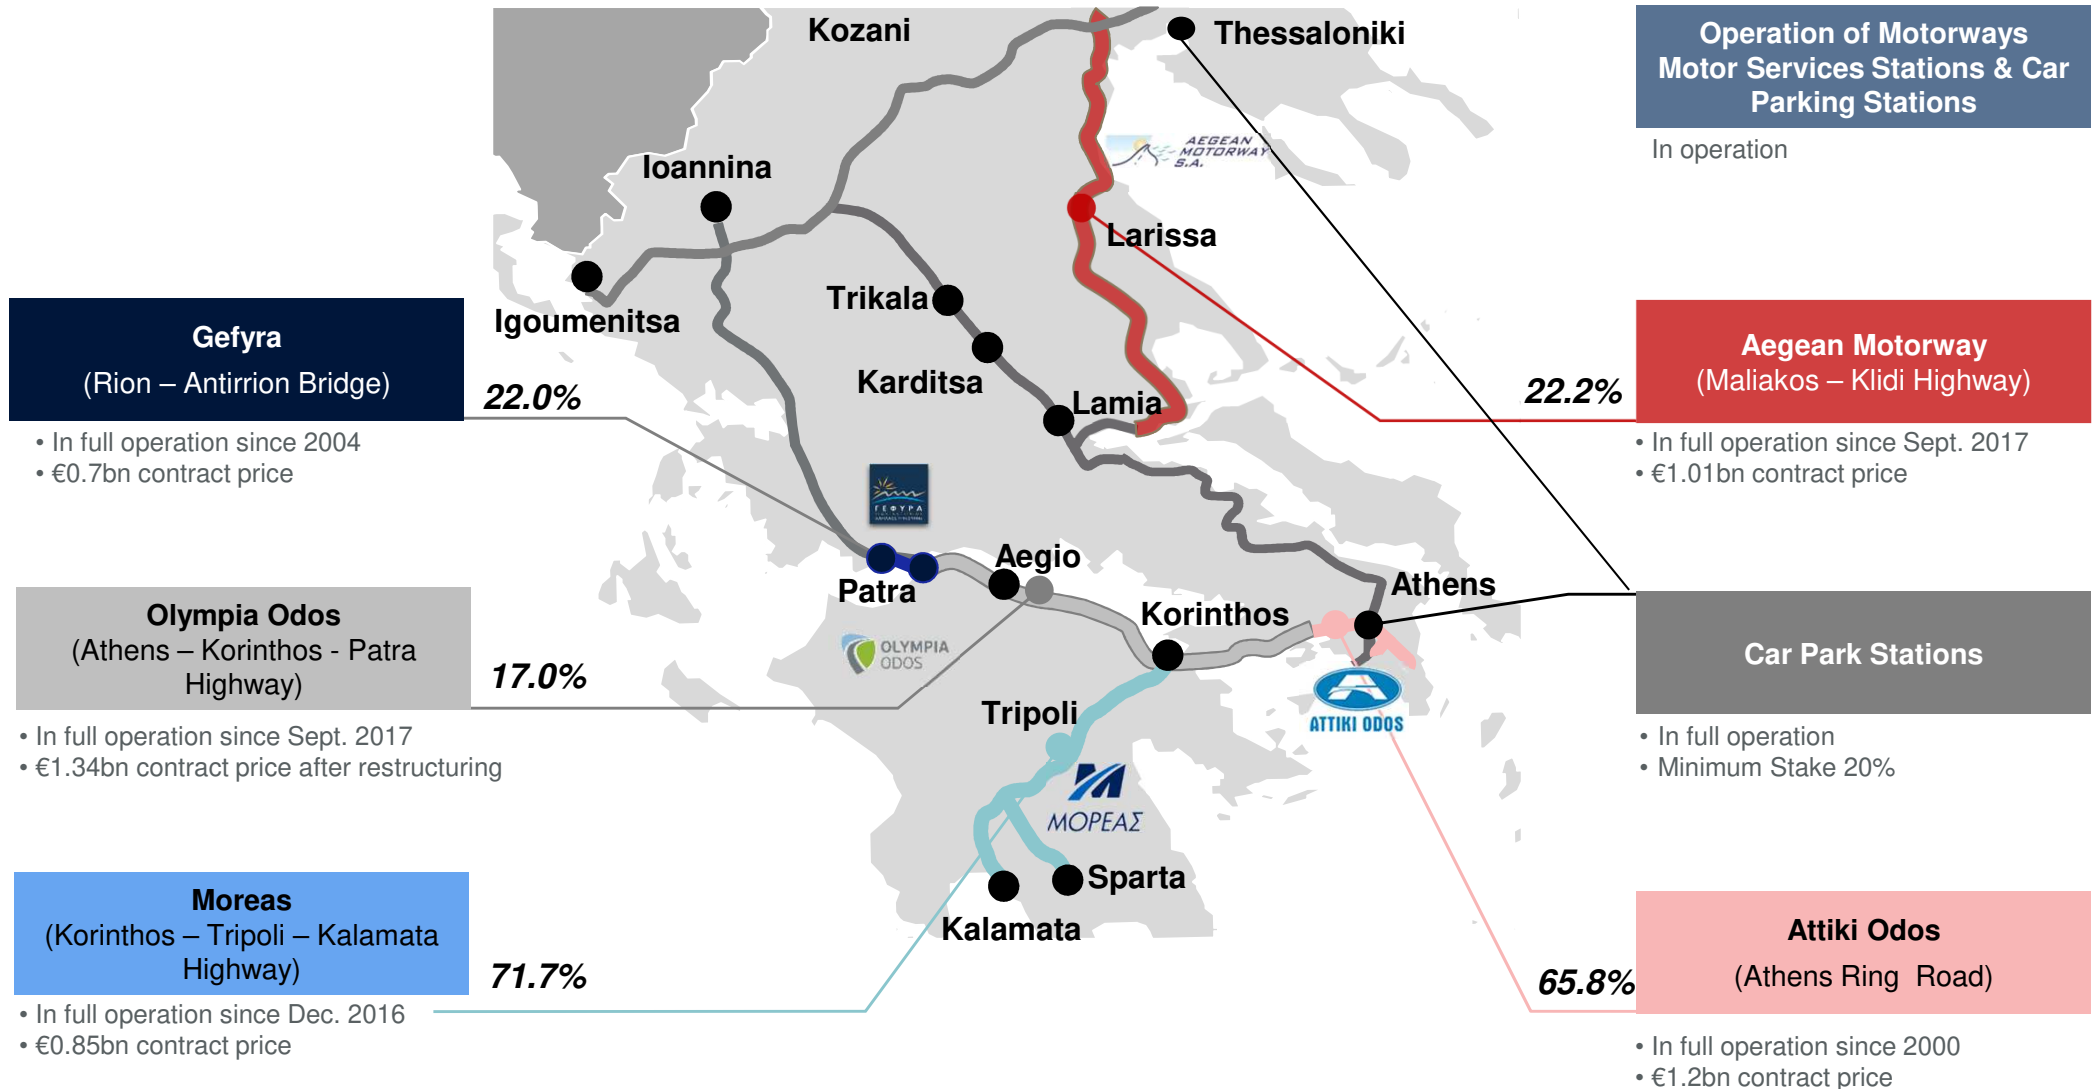 Kozani
Thessaloniki
Operation of Motorways
Motor Services Stations & Car
Parking Stations
In operation
AEGEAN
MOTORWAY
S.A.
Ioannina
Larissa
Igoumenitsa
Trikala
Karditsa
Lamia
Gefyra
(Rion – Antirrion Bridge)
22.0%
• In full operation since 2004
• €0.7bn contract price
22.2%
Aegean Motorway
(Maliakos – Klidi Highway)
• In full operation since Sept. 2017
• €1.01bn contract price
ΓΕΦΥΡΑ
Patra
Aegio
Korinthos
Athens
Olympia Odos
(Athens – Korinthos - Patra
Highway)
17.0%
• In full operation since Sept. 2017
• €1.34bn contract price after restructuring
OLYMPIA
ODOS
ATTIKI ODOS
Car Park Stations
• In full operation
• Minimum Stake 20%
Tripoli
ΜΟΡΕΑΣ
Sparta
Kalamata
Moreas
(Korinthos – Tripoli – Kalamata
Highway)
71.7%
• In full operation since Dec. 2016
• €0.85bn contract price
65.8%
Attiki Odos
(Athens Ring Road)
• In full operation since 2000
• €1.2bn contract price